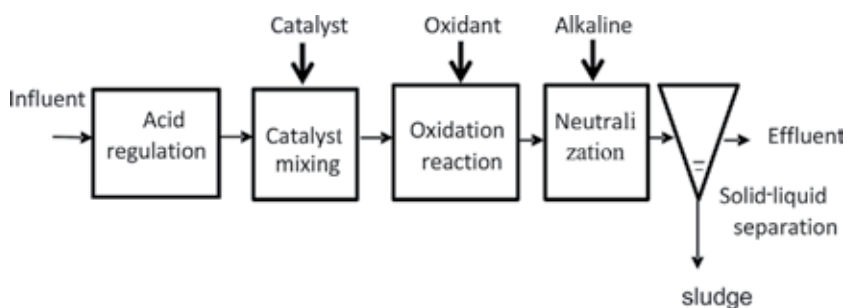 Catalyst
Oxidant
Alkaline
Influent
Acid
regulation
Catalyst
mixing
Oxidation
reaction
Neutrali
zation
Effluent
Solid-liquid
separation
sludge